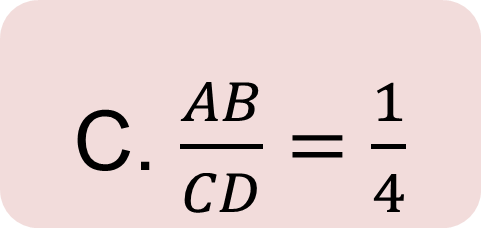 C. AB/CD = 1/4